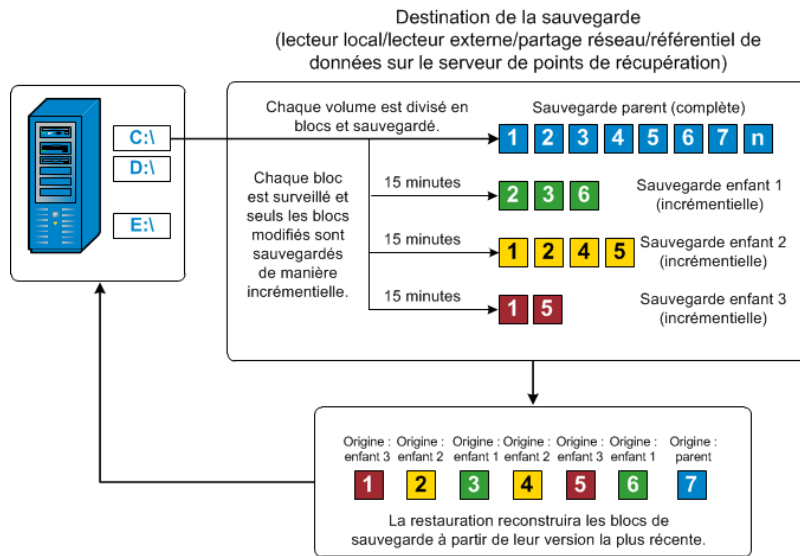 Destination de la sauvegarde
(lecteur local/lecteur externe/partage réseau/référentiel de
données sur le serveur de points de récupération)
C:\
D:\
E:\
Chaque volume est divisé en
blocs et sauvegardé.
Sauvegarde parent (complète)
1 2 3 4 5 6 7 n
Chaque bloc
est surveillé et
seuls les blocs
modifiés sont
sauvegardés
de manière
incrémentielle.
15 minutes
2 3 6
Sauvegarde enfant 1
(incrémentielle)
15 minutes
1 2 4 5
Sauvegarde enfant 2
(incrémentielle)
15 minutes
1 5
Sauvegarde enfant 3
(incrémentielle)
Origine : Origine : Origine : Origine : Origine : Origine : Origine :
enfant 3 enfant 2 enfant 1 enfant 2 enfant 3 enfant 1 parent
1 2 3 4 5 6 7
La restauration reconstruira les blocs de
sauvegarde à partir de leur version la plus récente.